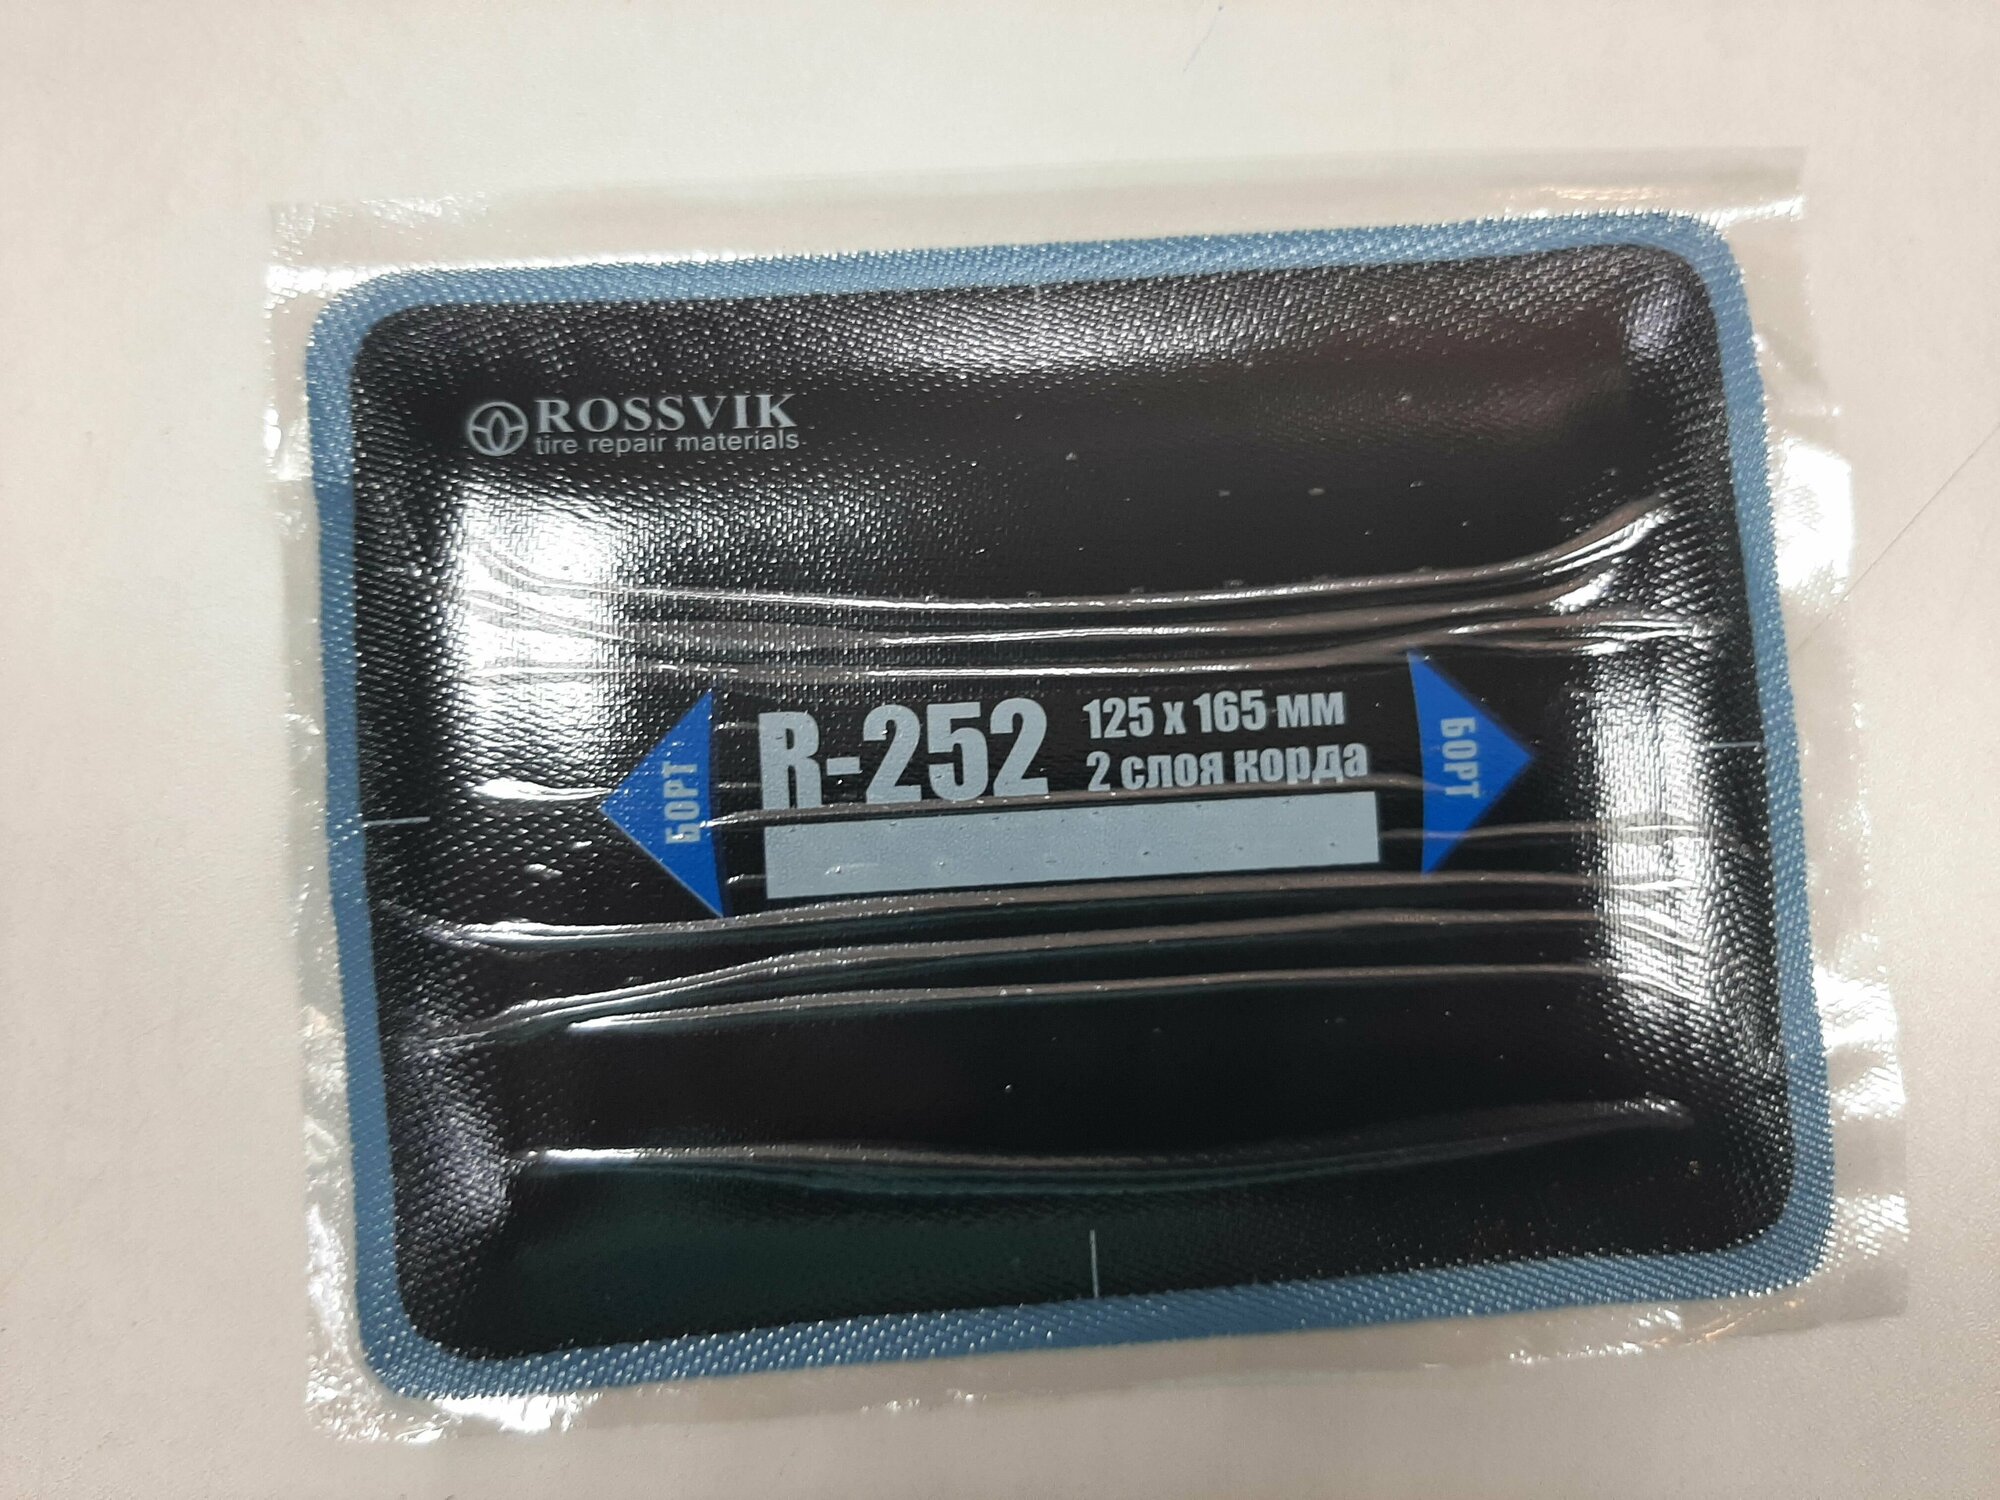 ROSSVIK
tire repair materials
БОРТ
R-252
125 х 165 мм
2 слоя корда
БОРТ